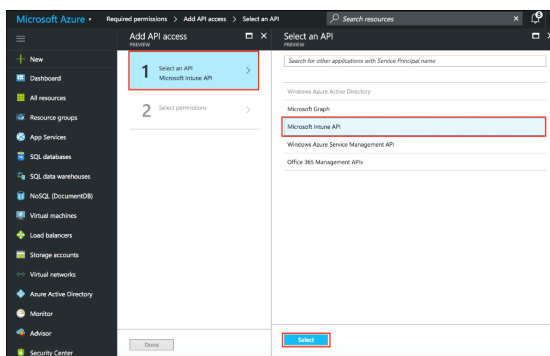 Microsoft Azure Required permissions > Add API access > Select an API Search resources
Add API access
PREVIEW
Select an API
PREVIEW
New
Dashboard
All resources
Resource groups
App Services
SQL databases
SQL data warehouses
NoSQL (DocumentDB)
Virtual machines
Load balancers
Storage accounts
Virtual networks
Azure Active Directory
Monitor
Advisor
Security Center
1 Select an API
Microsoft Intune API
2 Select permissions
Done
Search for other applications with Service Principal name
Windows Azure Active Directory
Microsoft Graph
Microsoft Intune API
Windows Azure Service Management API
Office 365 Management APIs
Select